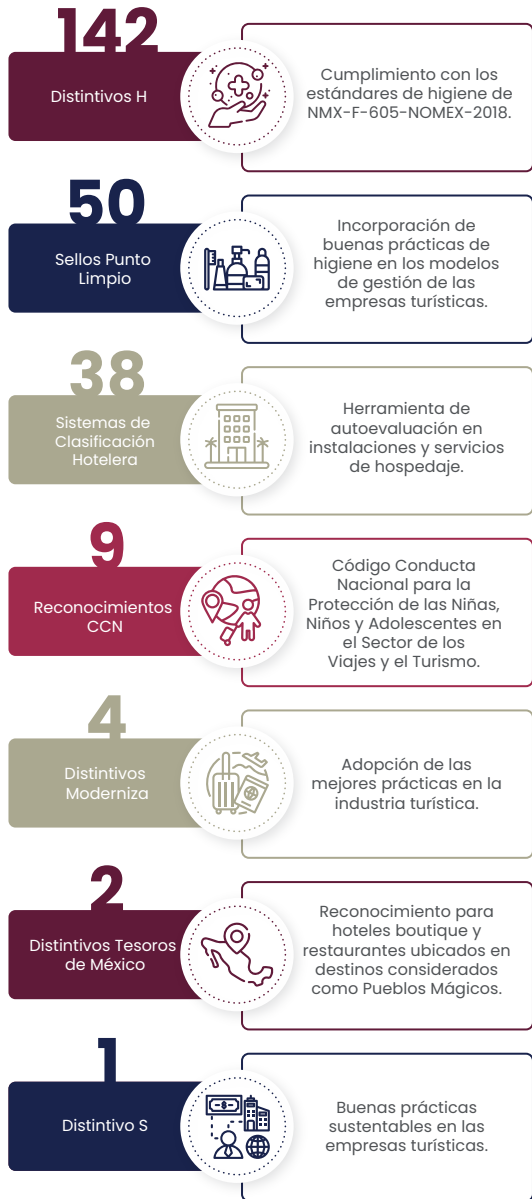 142
Distintivos H
Cumplimiento con los
estándares de higiene de
NMX-F-605-NOMEX-2018.
50
Sellos Punto
Limpio
Incorporación de
buenas prácticas de
higiene en los modelos
de gestión de las
empresas turísticas.
38
Sistemas de
Clasificación
Hotelera
Herramienta de
autoevaluación en
instalaciones y servicios
de hospedaje.
9
Reconocimientos
CCN
Código Conducta
Nacional para la
Protección de las Niñas,
Niños y Adolescentes en
el Sector de los
Viajes y el Turismo.
4
Distintivos
Moderniza
Adopción de las
mejores prácticas en la
industria turística.
2
Distintivos Tesoros
de México
Reconocimiento para
hoteles boutique y
restaurantes ubicados en
destinos considerados
como Pueblos Mágicos.
1
Distintivo S
Buenas prácticas
sustentables en las
empresas turísticas.